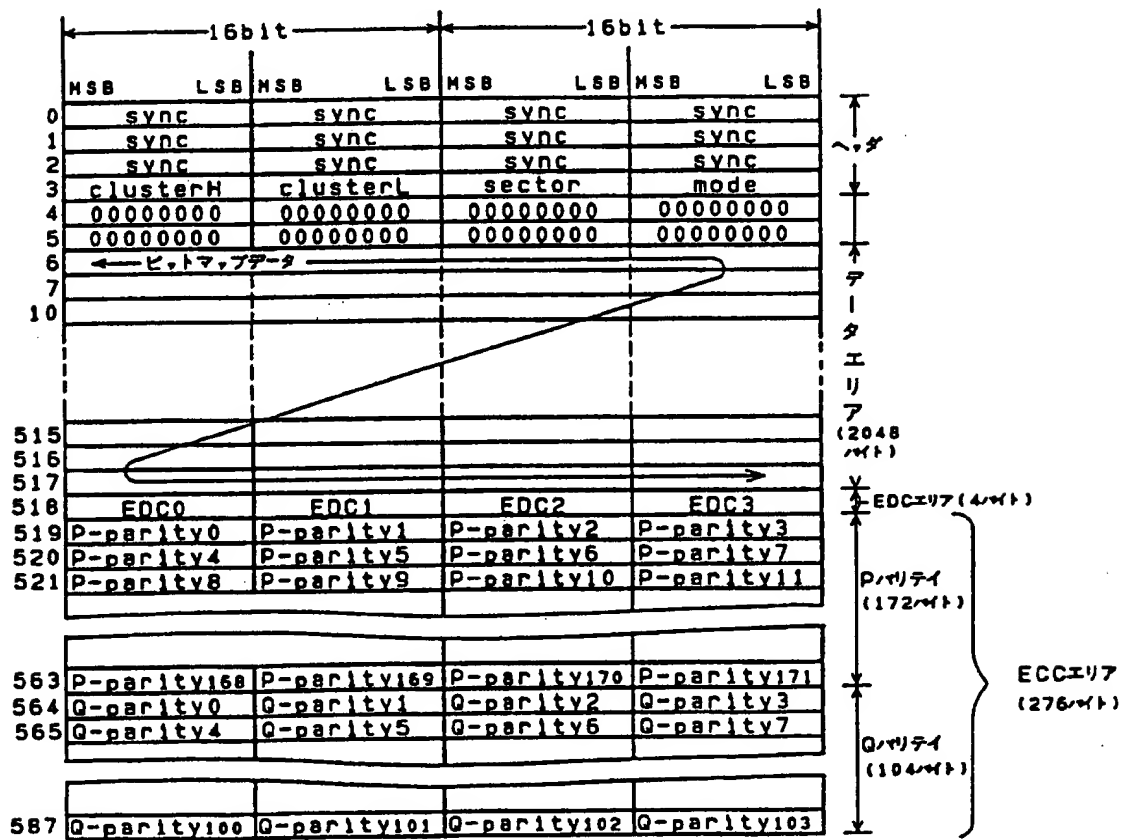 16bit 16bit
MSB LSB MSB LSB MSB LSB MSB LSB
0 sync sync sync sync
1 sync sync sync sync
2 sync sync sync sync
ヘッダ
3 clusterH clusterL sector mode
4 00000000 00000000 00000000 00000000
5 00000000 00000000 00000000 00000000
6 ビットマップデータ
7
10
データエリア
(2048
バイト)
515
516
517
518 EDC0 EDC1 EDC2 EDC3 EDCエリア(4バイト)
519 P-parity0 P-parity1 P-parity2 P-parity3
520 P-parity4 P-parity5 P-parity6 P-parity7
521 P-parity8 P-parity9 P-parity10 P-parity11
Pパリティ
(172バイト)
563 P-parity168 P-parity169 P-parity170 P-parity171
564 Q-parity0 Q-parity1 Q-parity2 Q-parity3
565 Q-parity4 Q-parity5 Q-parity6 Q-parity7
Qパリティ
(104バイト)
ECCエリア
(276バイト)
587 Q-parity100 Q-parity101 Q-parity102 Q-parity103